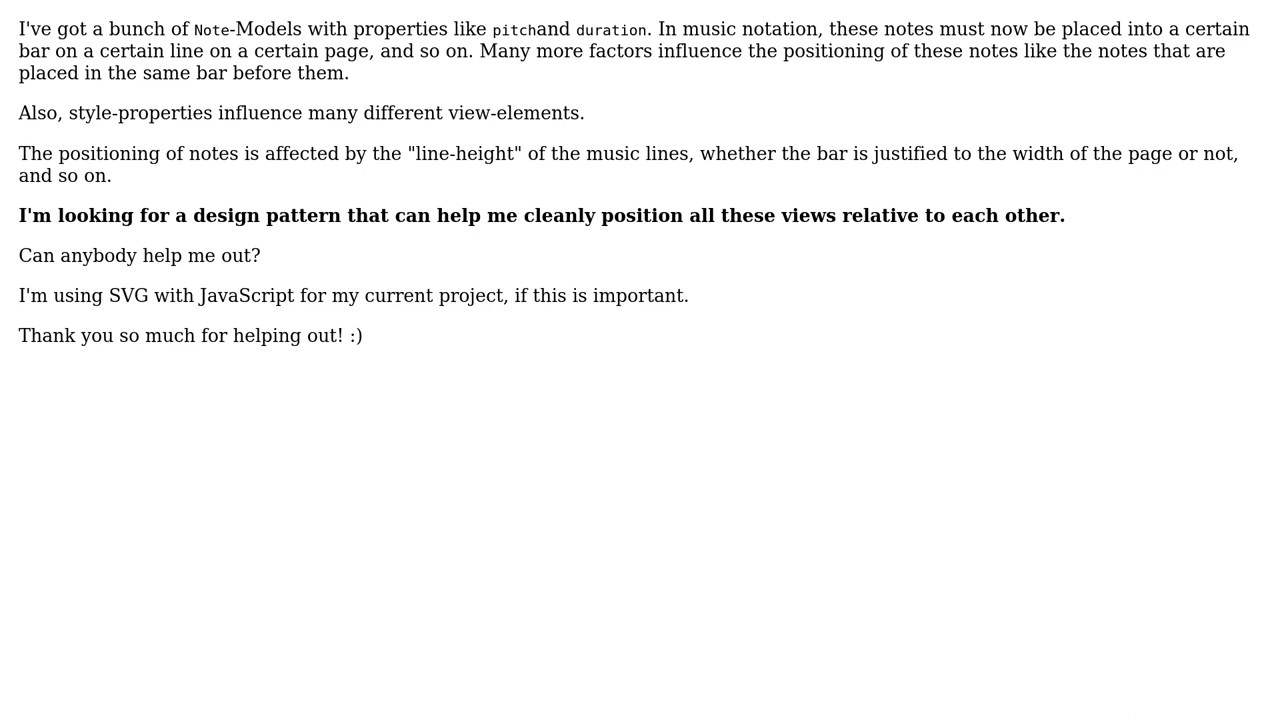 I've got a bunch of Note-Models with properties like pitchand duration. In music notation, these notes must now be placed into a certain
bar on a certain line on a certain page, and so on. Many more factors influence the positioning of these notes like the notes that are
placed in the same bar before them.
Also, style-properties influence many different view-elements.
The positioning of notes is affected by the "line-height" of the music lines, whether the bar is justified to the width of the page or not,
and so on.
I'm looking for a design pattern that can help me cleanly position all these views relative to each other.
Can anybody help me out?
I'm using SVG with JavaScript for my current project, if this is important.
Thank you so much for helping out! :)